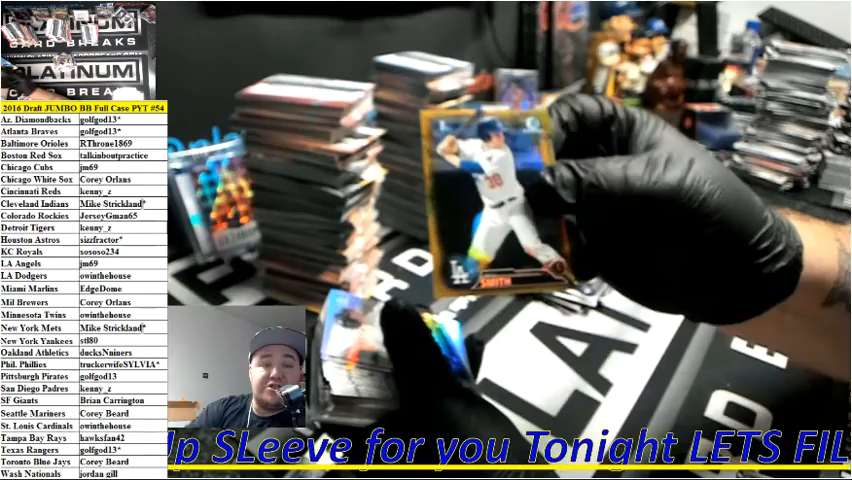 PLATINUM
CARD BREAKS
PLATINUM
2016 Draft JUMBO BB Full Case PYT #54
Az. Diamondbacks golfgod13*
Atlanta Braves golfgod13*
Baltimore Orioles RThrone1869
Boston Red Sox talkinboutpractice
Chicago Cubs jm69
Chicago White Sox Corey Orlans
Cincinnati Reds kenny_z
Cleveland Indians Mike Strickland*
Colorado Rockies JerseyGman65
Detroit Tigers kenny_z
Houston Astros sizzfractor*
KC Royals sososo234
LA Angels jm69
LA Dodgers owinthehouse
Miami Marlins EdgeDome
Mil Brewers Corey Orlans
Minnesota Twins owinthehouse
New York Mets Mike Strickland*
New York Yankees stl80
Oakland Athletics ducksNniners
Phil. Phillies truckerwifeSYLVIA*
Pittsburgh Pirates golfgod13
San Diego Padres kenny_z
SF Giants Brian Carrington
Seattle Mariners Corey Beard
St. Louis Cardinals owinthehouse
Tampa Bay Rays hawksfan42
Texas Rangers golfgod13*
Toronto Blue Jays Corey Beard
Wash Nationals jordan gill
LA
SMITH
Up SLeeve for you Tonight LETS FIL